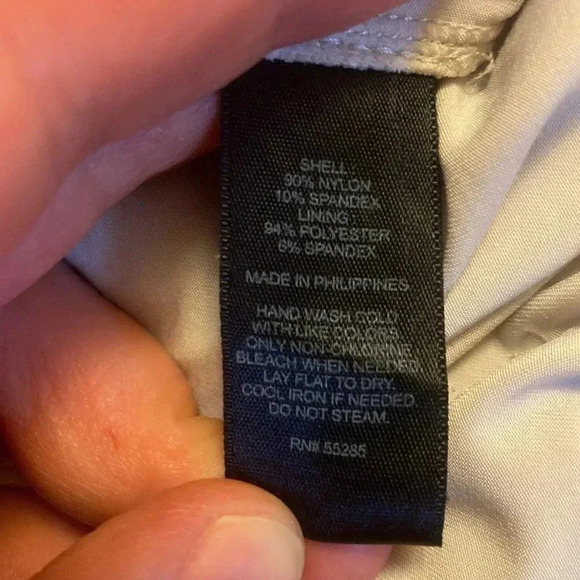 SHELL:
90% NYLON
10% SPANDEX
LINING:
94% POLYESTER
6% SPANDEX
MADE IN PHILIPPINES
HAND WASH COLD
WITH LIKE COLORS.
ONLY NON-CHLORINE
BLEACH WHEN NEEDED.
LAY FLAT TO DRY.
COOL IRON IF NEEDED.
DO NOT STEAM.
RN# 55285